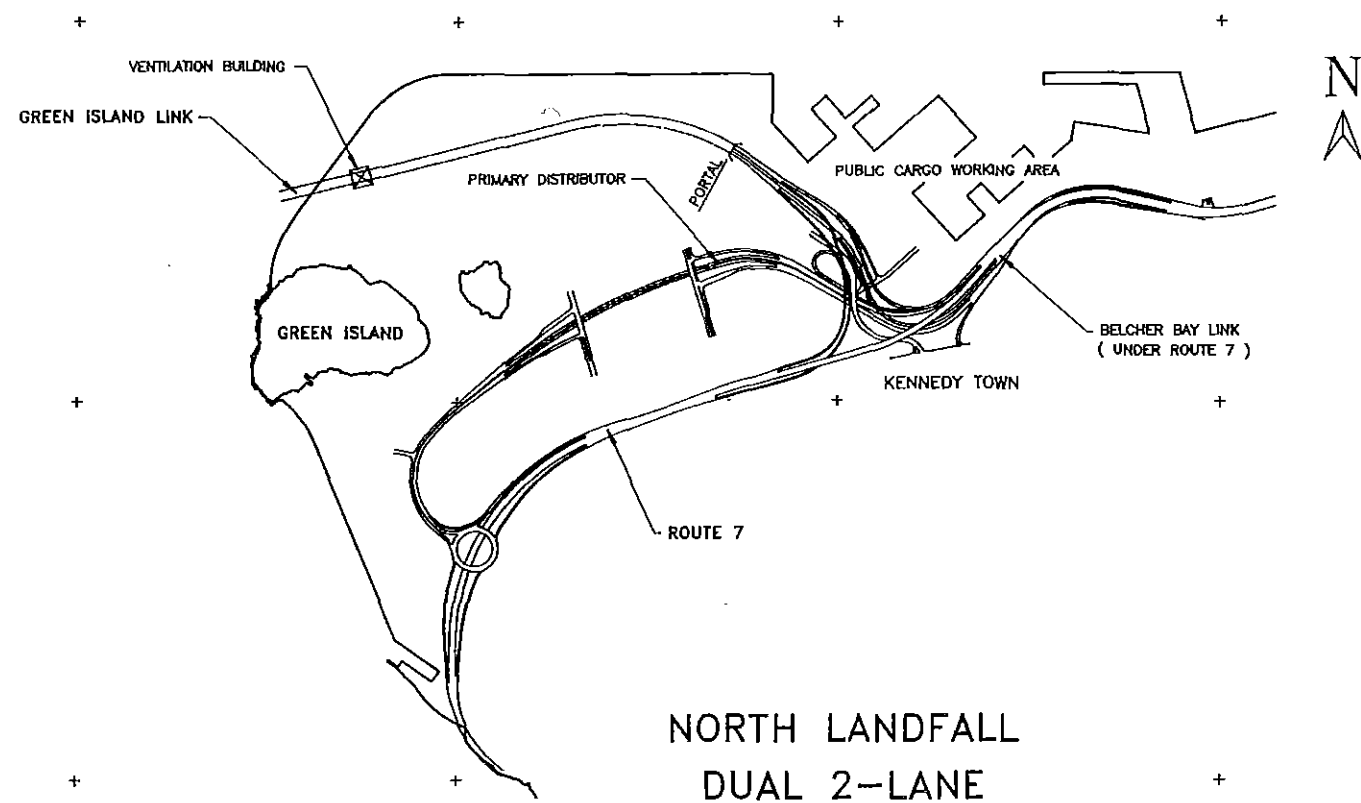 VENTILATION BUILDING
N
GREEN ISLAND LINK
PRIMARY DISTRIBUTOR
PORTAL
PUBLIC CARGO WORKING AREA
GREEN ISLAND
BELCHER BAY LINK
( UNDER ROUTE 7 )
KENNEDY TOWN
ROUTE 7
NORTH LANDFALL
DUAL 2-LANE